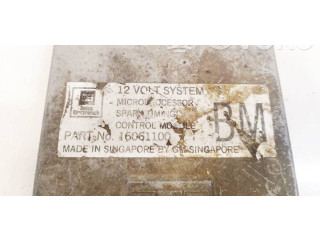 12 VOLT SYSTEM
MICROPROCESSOR
SPARK TIMING
CONTROL MODULE
BM
PART No. 16061100
MADE IN SINGAPORE BY GM SINGAPORE